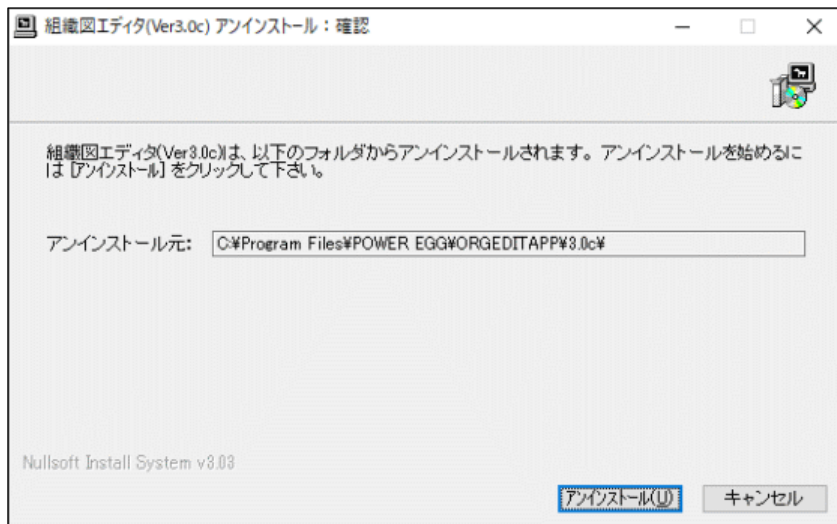 組織図エディタ(Ver3.0c) アンインストール：確認
組織図エディタ(Ver3.0c)は、以下のフォルダからアンインストールされます。アンインストールを始めるに
は [アンインストール] をクリックして下さい。
アンインストール元: C:¥Program Files¥POWER EGG¥ORGEDITAPP¥3.0c¥
Nullsoft Install System v3.03
アンインストール(U) キャンセル